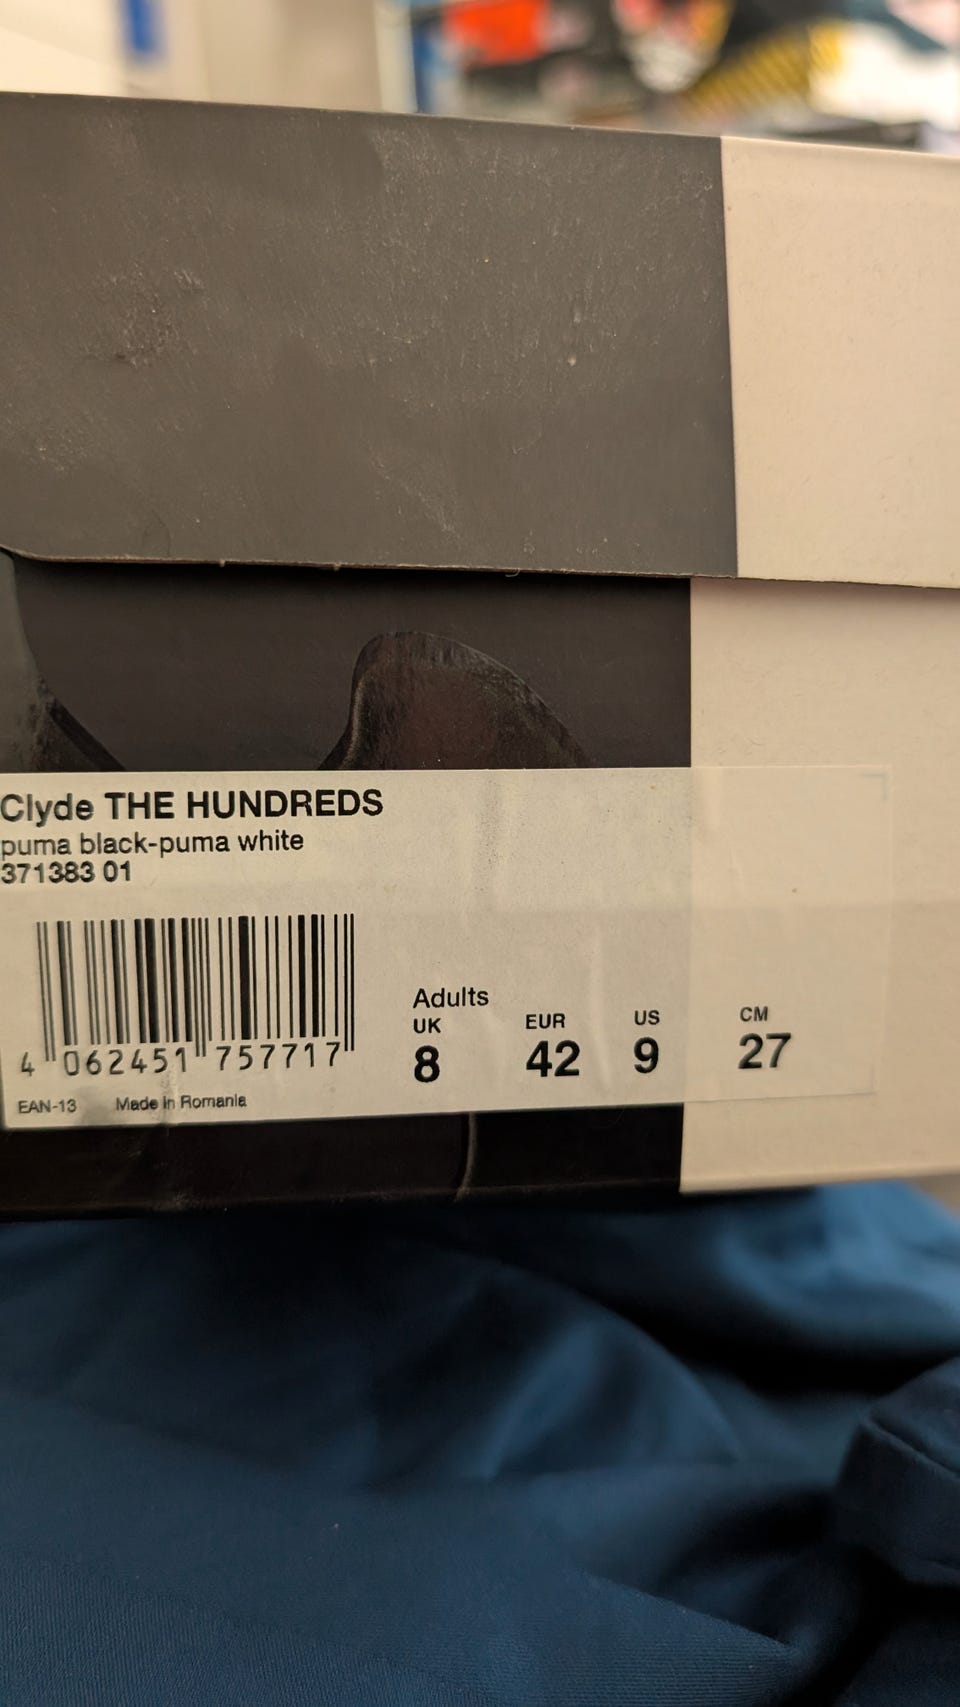 Clyde THE HUNDREDS
puma black-puma white
371383 01
Adults
UK EUR US CM
8 42 9 27
4 062451 757717
EAN-13 Made in Romania